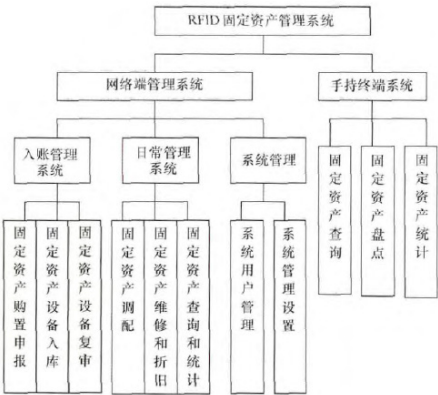 RFID固定资产管理系统
网络端管理系统
手持终端系统
入账管理
系统
日常管理
系统
系统管理
固定资产购置申报
固定资产设备入库
固定资产设备复审
固定资产调配
固定资产维修和折旧
固定资产查询和统计
系统用户管理
系统管理设置
固定资产查询
固定资产盘点
固定资产统计